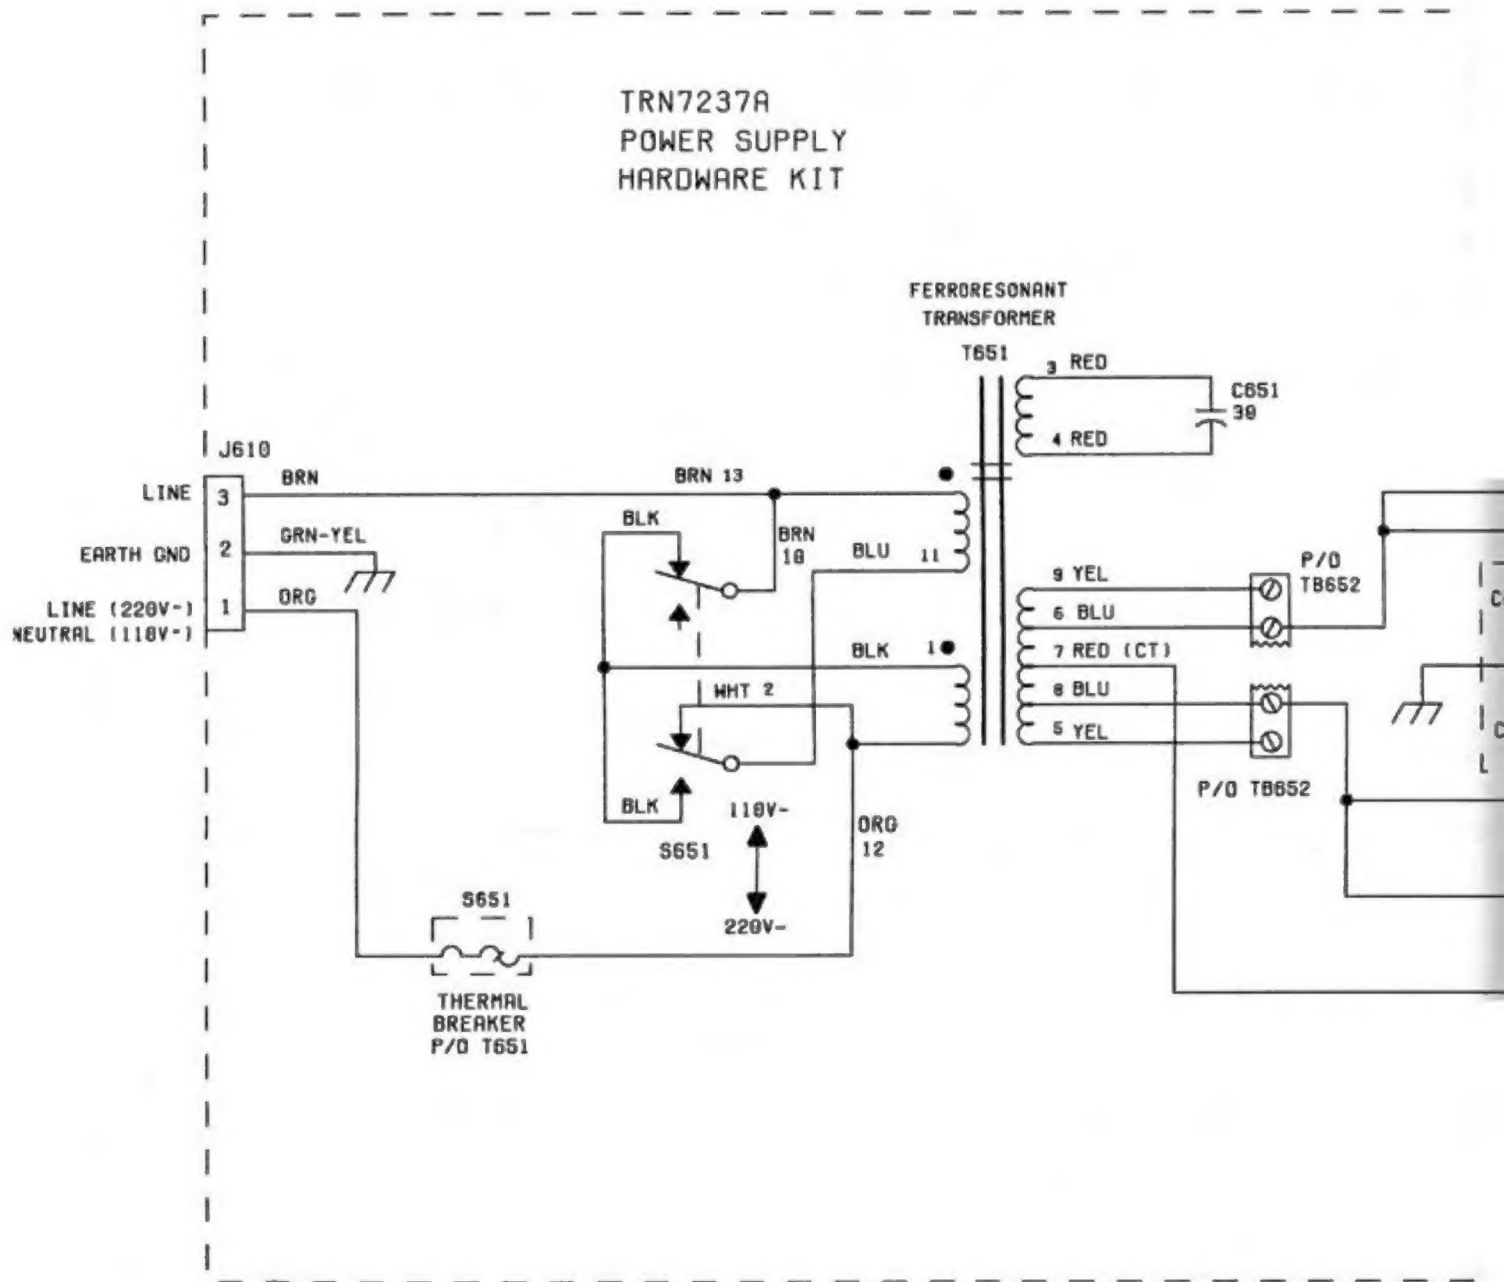 TRN7237A
POWER SUPPLY
HARDWARE KIT
FERRORESONANT
TRANSFORMER
T651
3 RED
C651
30
4 RED
J610
LINE
3
BRN
BRN 13
BLK
BRN
10
BLU
11
EARTH GND
2
GRN-YEL
LINE (220V~)
NEUTRAL (110V~)
1
ORG
9 YEL
P/O
TB652
6 BLU
BLK
1
7 RED (CT)
WHT 2
8 BLU
5 YEL
P/O TB652
BLK
110V~
S651
ORG
12
220V~
S651
THERMAL
BREAKER
P/O T651